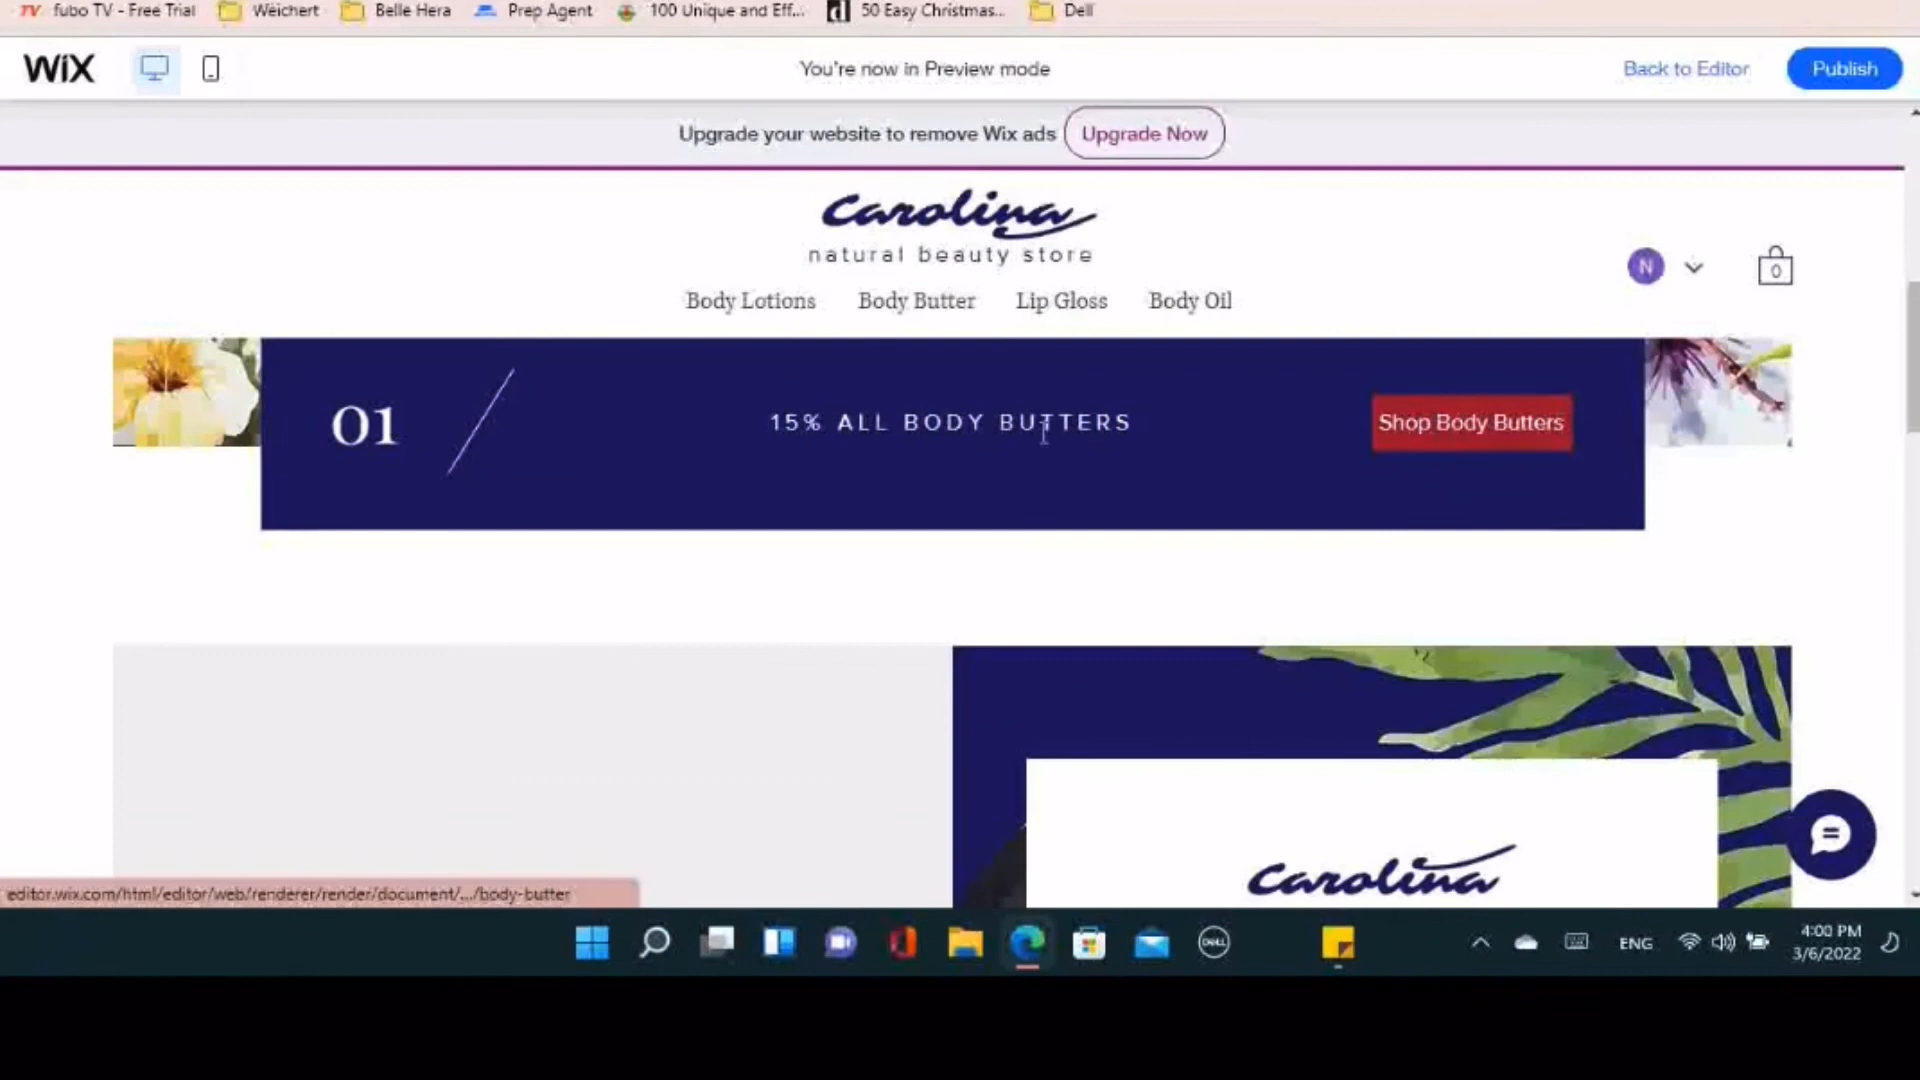 TV fubo TV - Free Trial Weichert Belle Hera Prep Agent 100 Unique and Eff... d 50 Easy Christmas... Dell
WiX You're now in Preview mode Back to Editor Publish
Upgrade your website to remove Wix ads Upgrade Now
Carolina
natural beauty store
N 0
Body Lotions Body Butter Lip Gloss Body Oil
01 15% ALL BODY BUTTERS Shop Body Butters
Carolina
editor.wix.com/html/editor/web/renderer/render/document/.../body-butter
DELL ENG 4:00 PM
3/6/2022